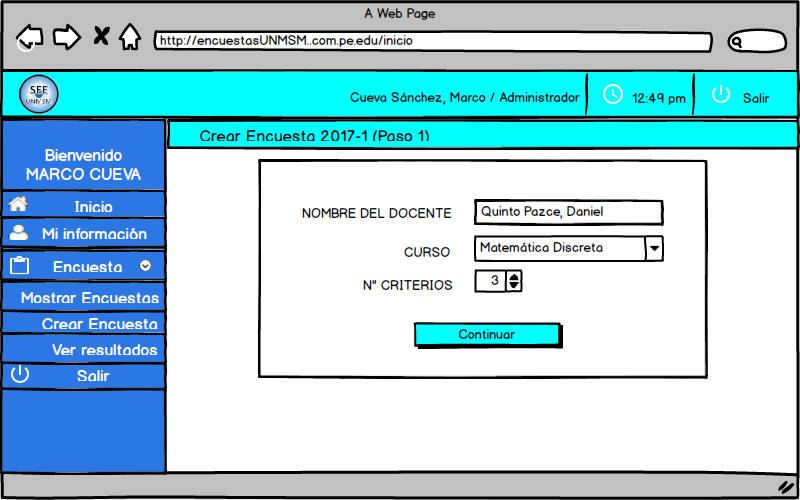 A Web Page
http://encuestasUNMSM..com.pe.edu/inicio
SEE
UNMSM
Cueva Sánchez, Marco / Administrador
12:49 pm
Salir
Crear Encuesta 2017-1 (Paso 1)
Bienvenido
MARCO CUEVA
Inicio
Mi información
Encuesta
Mostrar Encuestas
Crear Encuesta
Ver resultados
Salir
NOMBRE DEL DOCENTE
Quinto Pazce, Daniel
CURSO
Matemática Discreta
N" CRITERIOS
3
Continuar